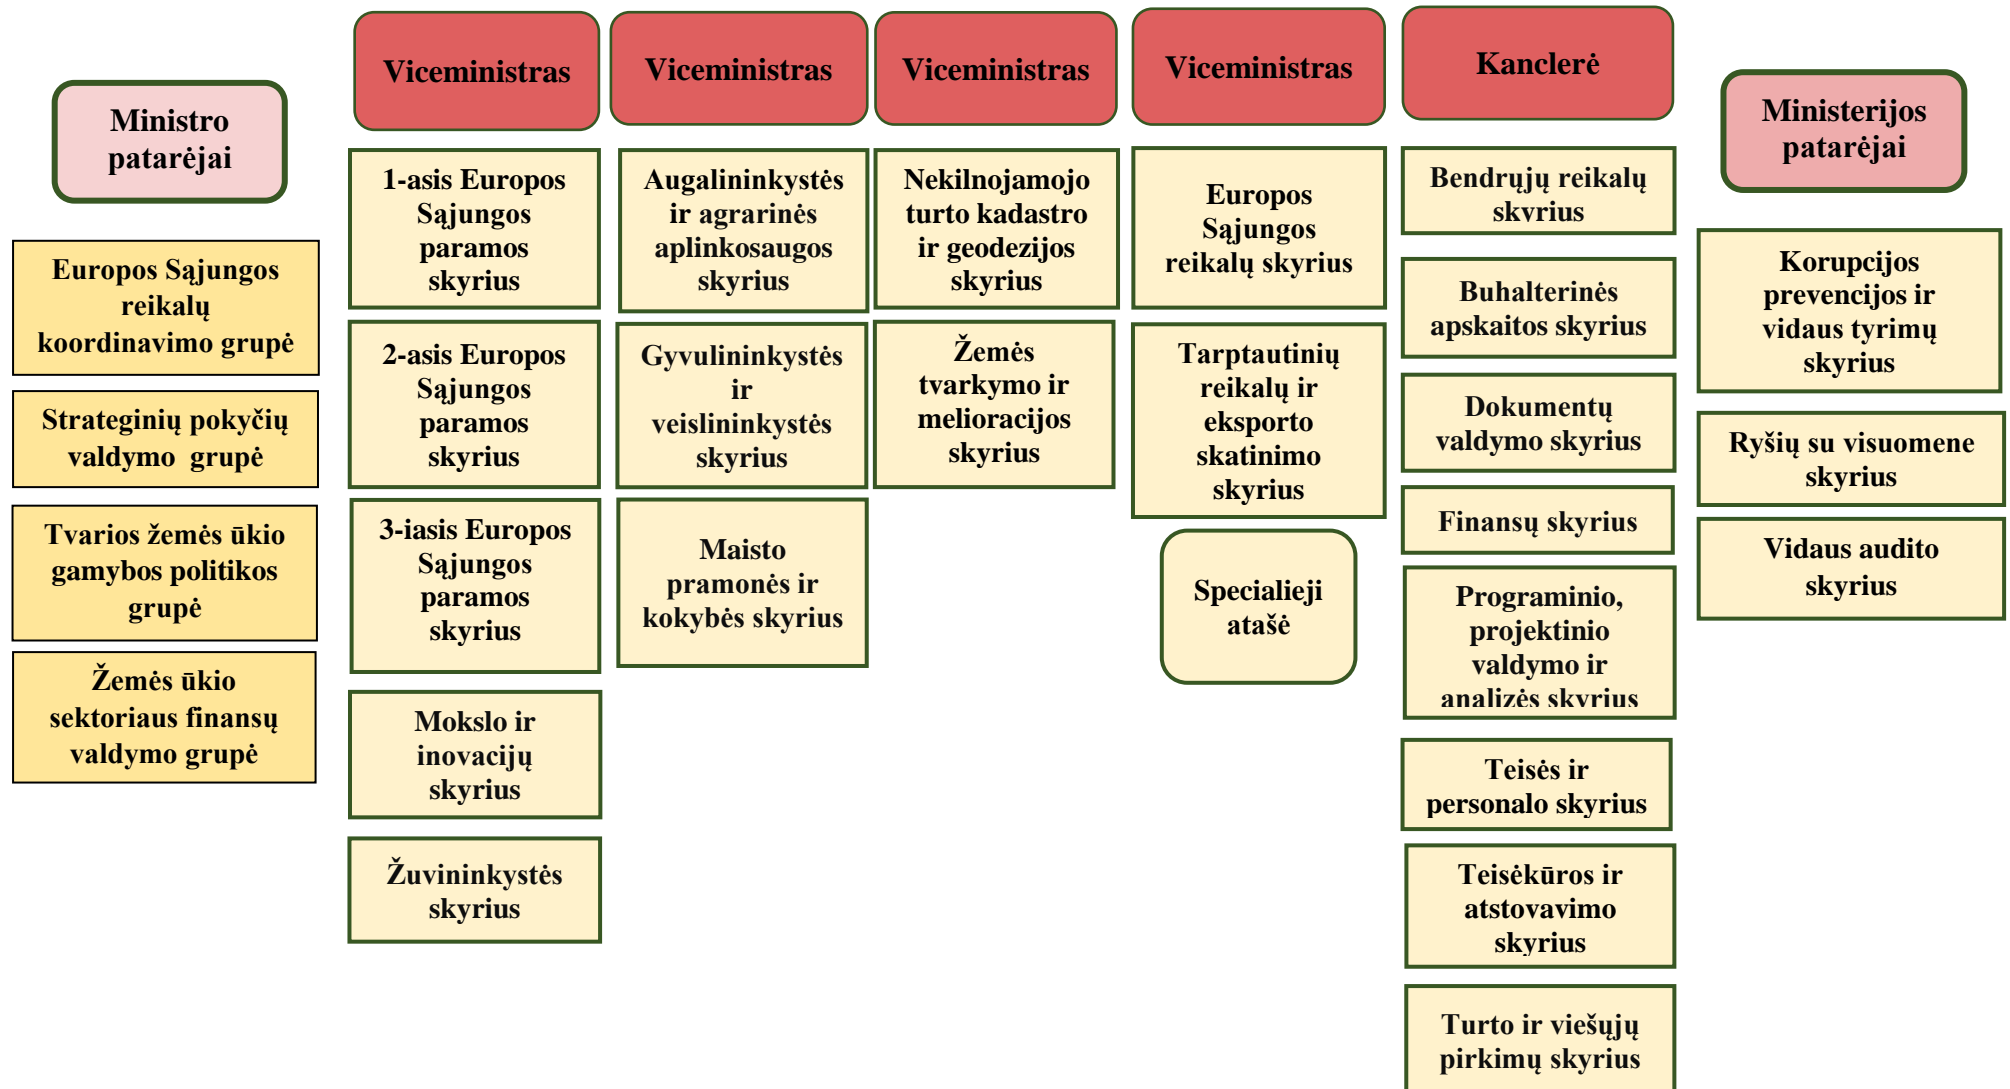 Ministro
patarėjai
Europos Sąjungos
reikalų
koordinavimo grupė
Strateginių pokyčių
valdymo grupė
Tvarios žemės ūkio
gamybos politikos
grupė
Žemės ūkio
sektoriaus finansų
valdymo grupė
Viceministras
1-asis Europos
Sąjungos
paramos
skyrius
2-asis Europos
Sąjungos
paramos
skyrius
3-iasis Europos
Sąjungos
paramos
skyrius
Mokslo ir
inovacijų
skyrius
Žuvininkystės
skyrius
Viceministras
Augalininkystės
ir agrarinės
aplinkosaugos
skyrius
Gyvulininkystės
ir
veislininkystės
skyrius
Maisto
pramonės ir
kokybės skyrius
Viceministras
Nekilnojamojo
turto kadastro
ir geodezijos
skyrius
Žemės
tvarkymo ir
melioracijos
skyrius
Viceministras
Europos
Sąjungos
reikalų skyrius
Tarptautinių
reikalų ir
eksporto
skatinimo
skyrius
Specialieji
atašė
Kanclerė
Bendrųjų reikalų
skyrius
Buhalterinės
apskaitos skyrius
Dokumentų
valdymo skyrius
Finansų skyrius
Programinio,
projektinio
valdymo ir
analizės skyrius
Teisės ir
personalo skyrius
Teisėkūros ir
atstovavimo
skyrius
Turto ir viešųjų
pirkimų skyrius
Ministerijos
patarėjai
Korupcijos
prevencijos ir
vidaus tyrimų
skyrius
Ryšių su visuomene
skyrius
Vidaus audito
skyrius